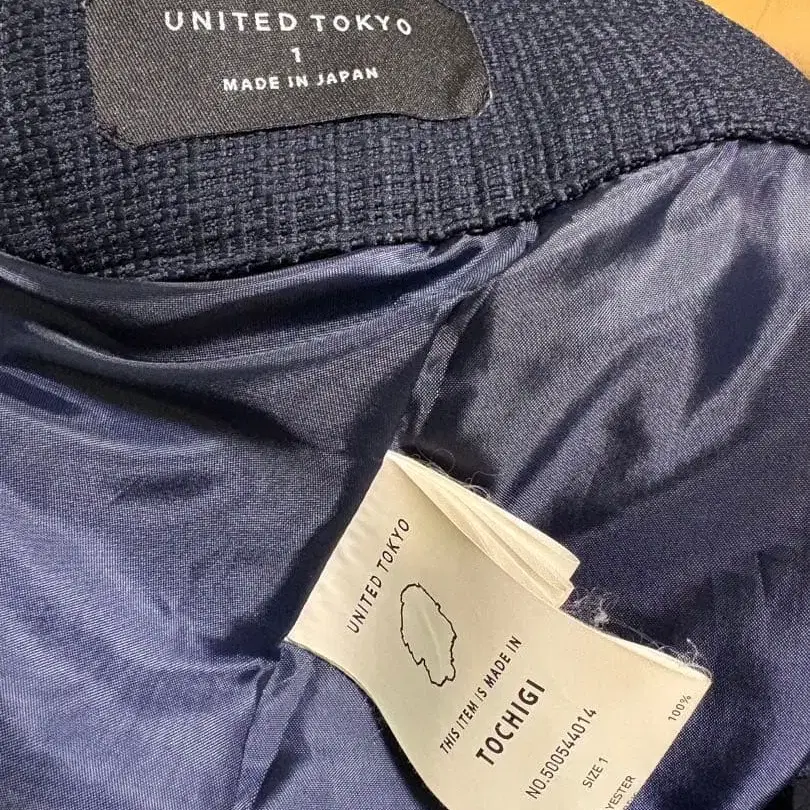 UNITED TOKYO
1
MADE IN JAPAN
UNITED TOKYO
THIS ITEM IS MADE IN
TOCHIGI
NO.500544014
SIZE 1
100%